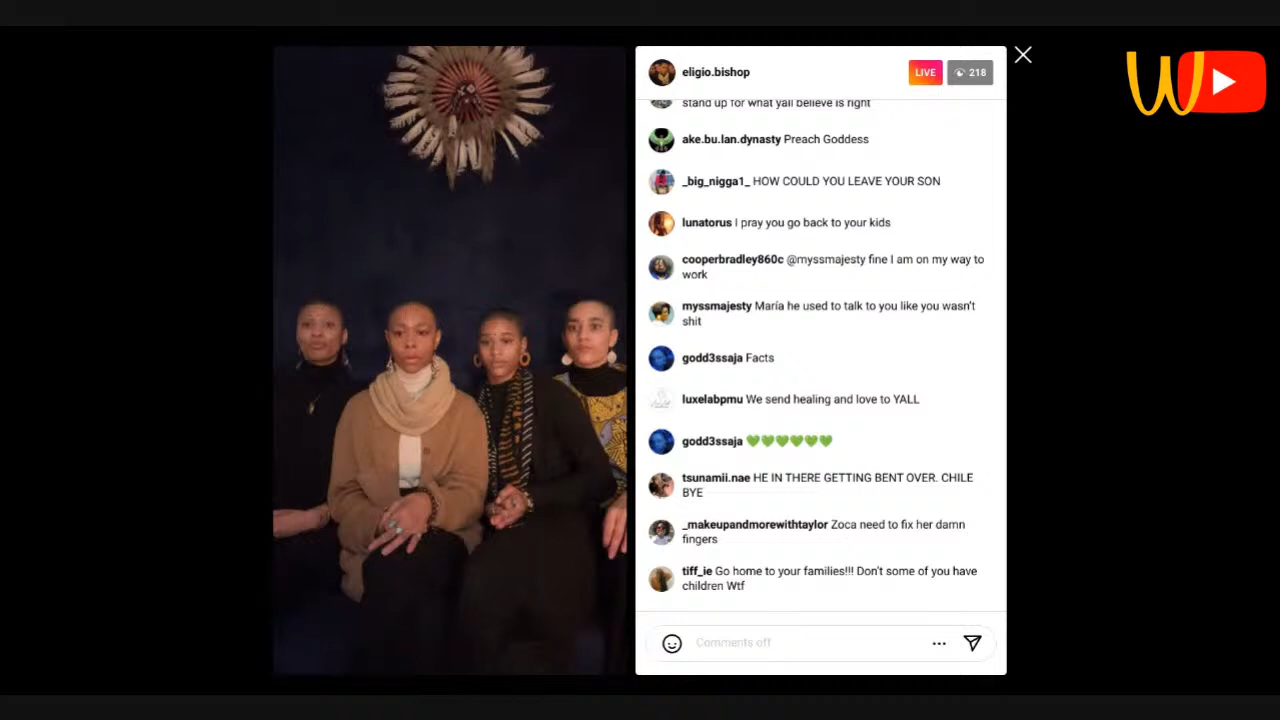 W
eligio.bishop
LIVE
218
stand up for what yall believe is right
ake.bu.lan.dynasty Preach Goddess
_big_nigga1_ HOW COULD YOU LEAVE YOUR SON
lunatorus I pray you go back to your kids
cooperbradley860c @myssmajesty fine I am on my way to
work
myssmajesty María he used to talk to you like you wasn't
shit
godd3ssaja Facts
luxelabpmu We send healing and love to YALL
godd3ssaja 💚💚💚💚💚💚
tsunamii.nae HE IN THERE GETTING BENT OVER. CHILE
BYE
_makeupandmorewithtaylor Zoca need to fix her damn
fingers
tiff_ie Go home to your families!!! Don't some of you have
children Wtf
Comments off